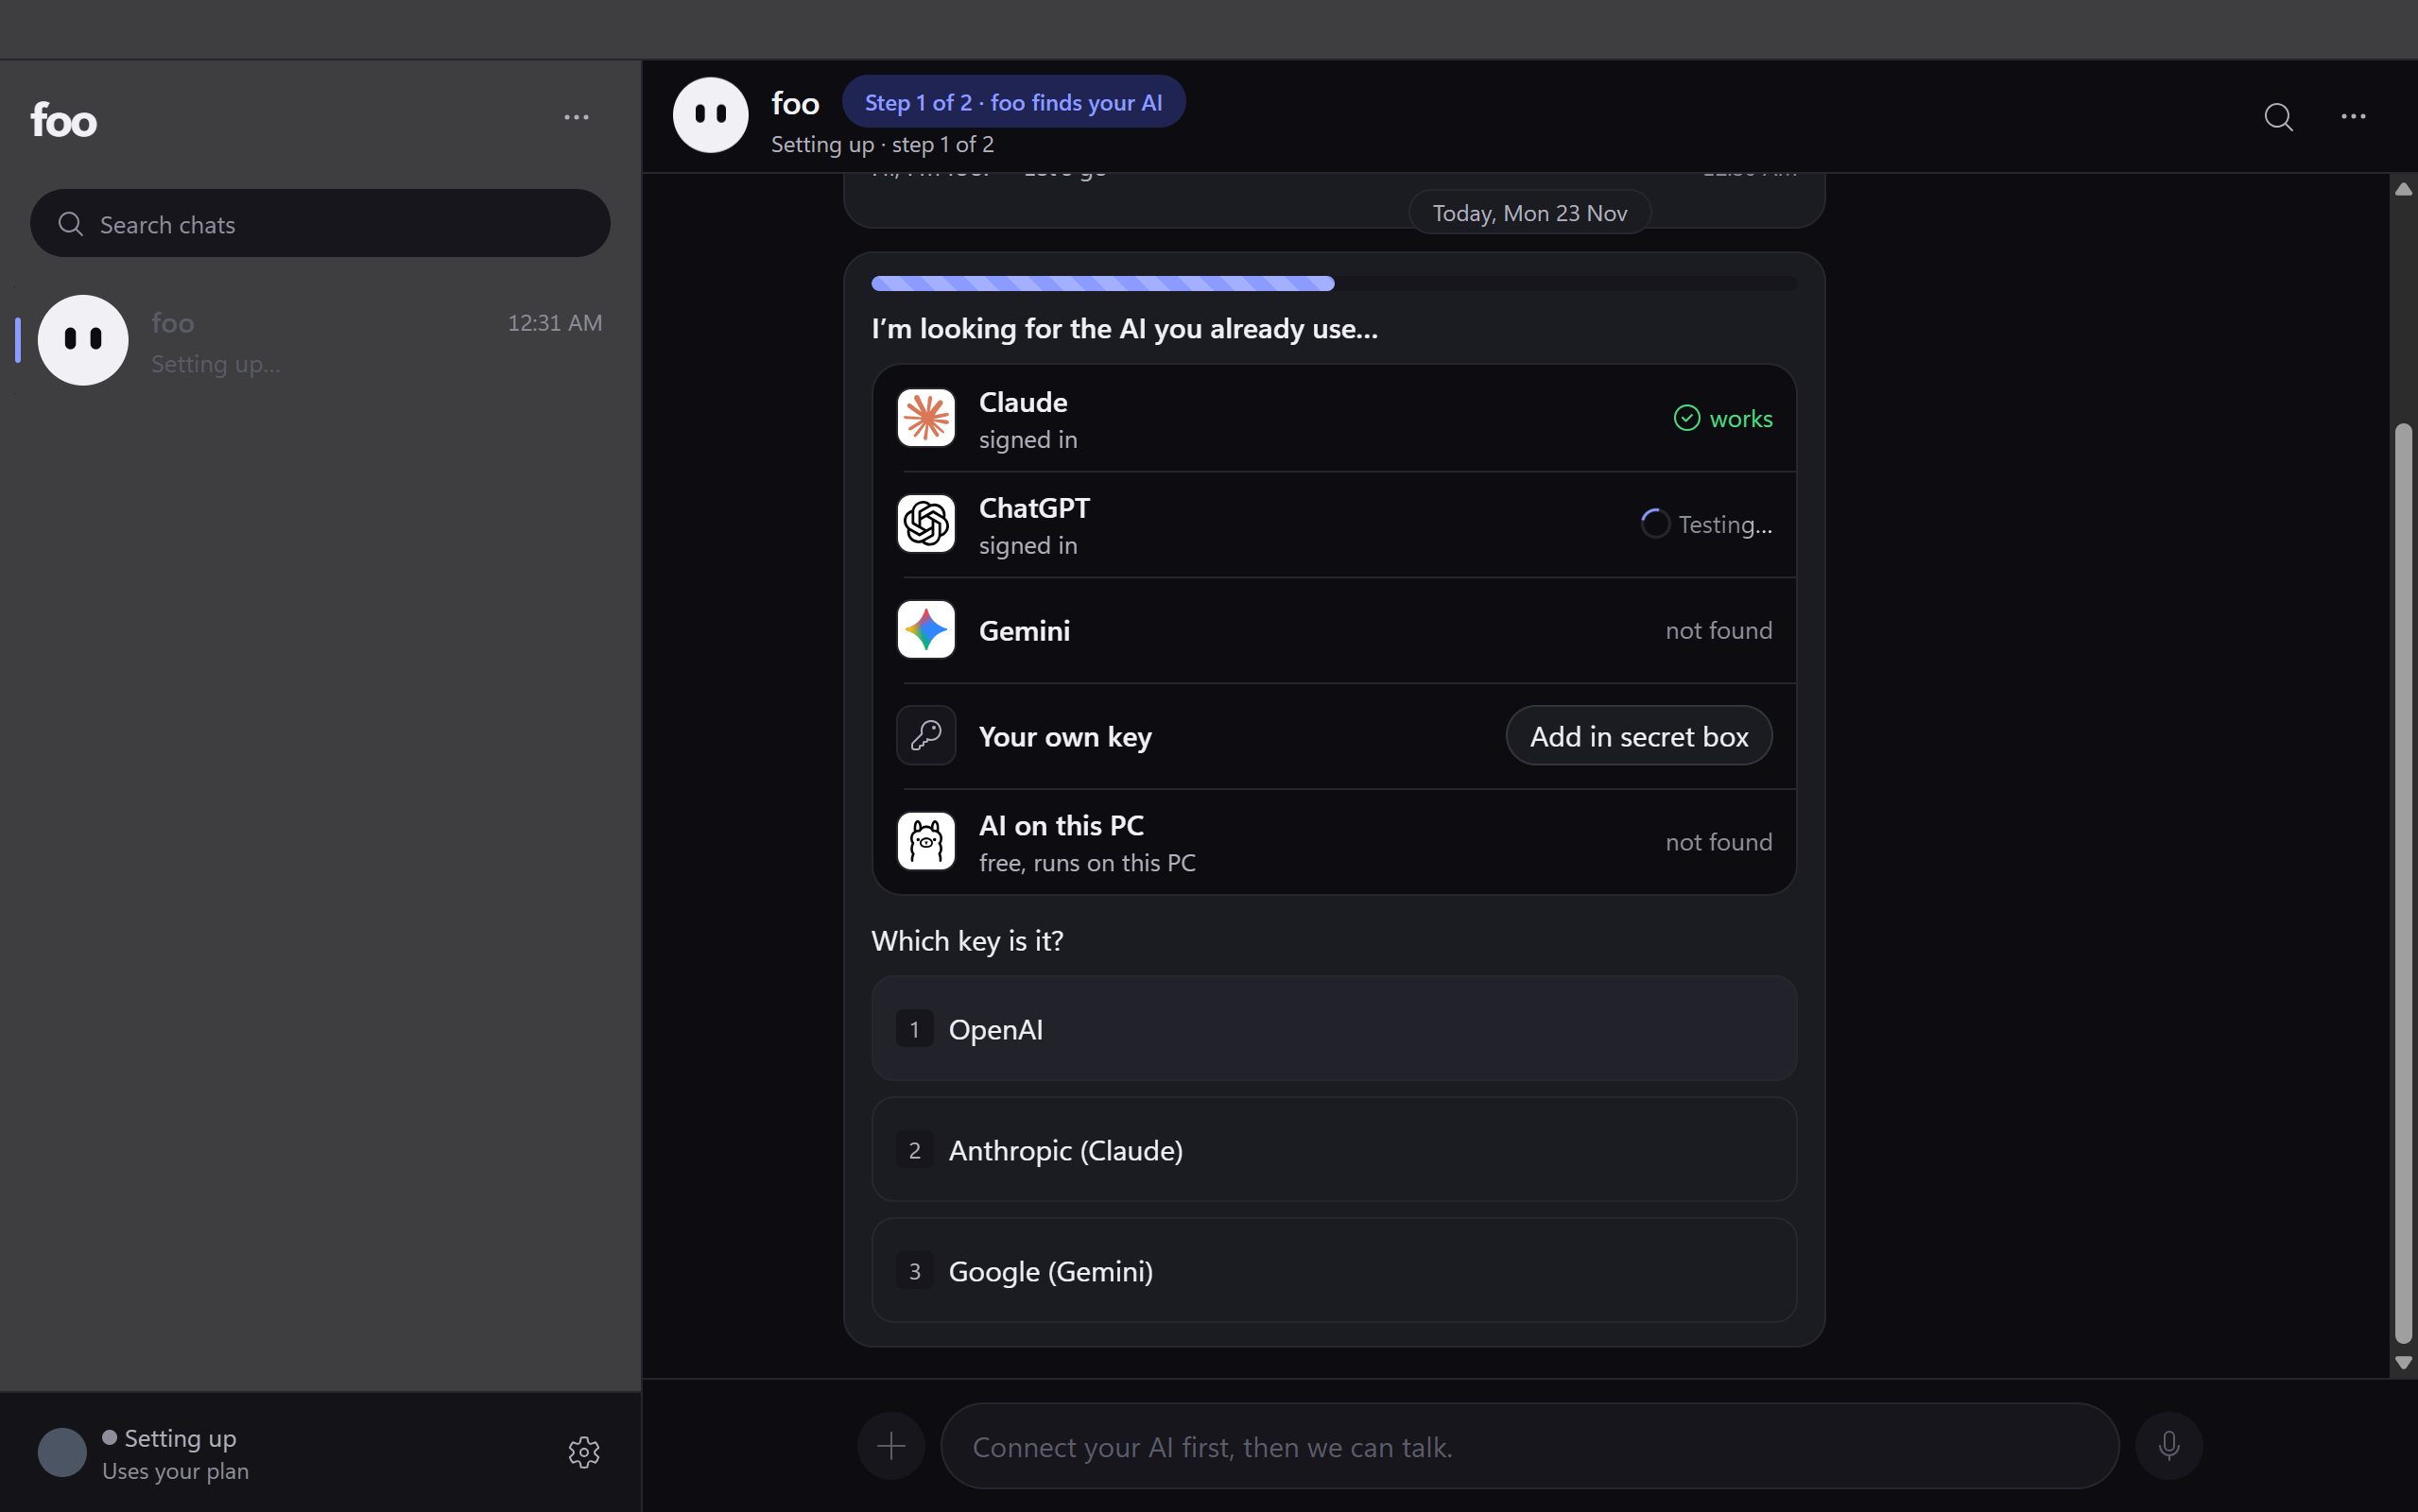 foo
Search chats
foo
12:31 AM
Setting up...
Setting up
Uses your plan
foo
Step 1 of 2 · foo finds your AI
Setting up · step 1 of 2
Today, Mon 23 Nov
I’m looking for the AI you already use...
Claude
signed in
works
ChatGPT
signed in
Testing...
Gemini
not found
Your own key
Add in secret box
AI on this PC
free, runs on this PC
not found
Which key is it?
1 OpenAI
2 Anthropic (Claude)
3 Google (Gemini)
Connect your AI first, then we can talk.